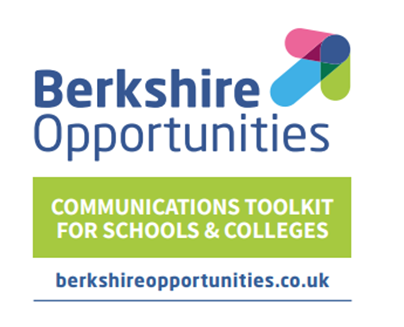 Berkshire
Opportunities
COMMUNICATIONS TOOLKIT
FOR SCHOOLS & COLLEGES
berkshireopportunities.co.uk